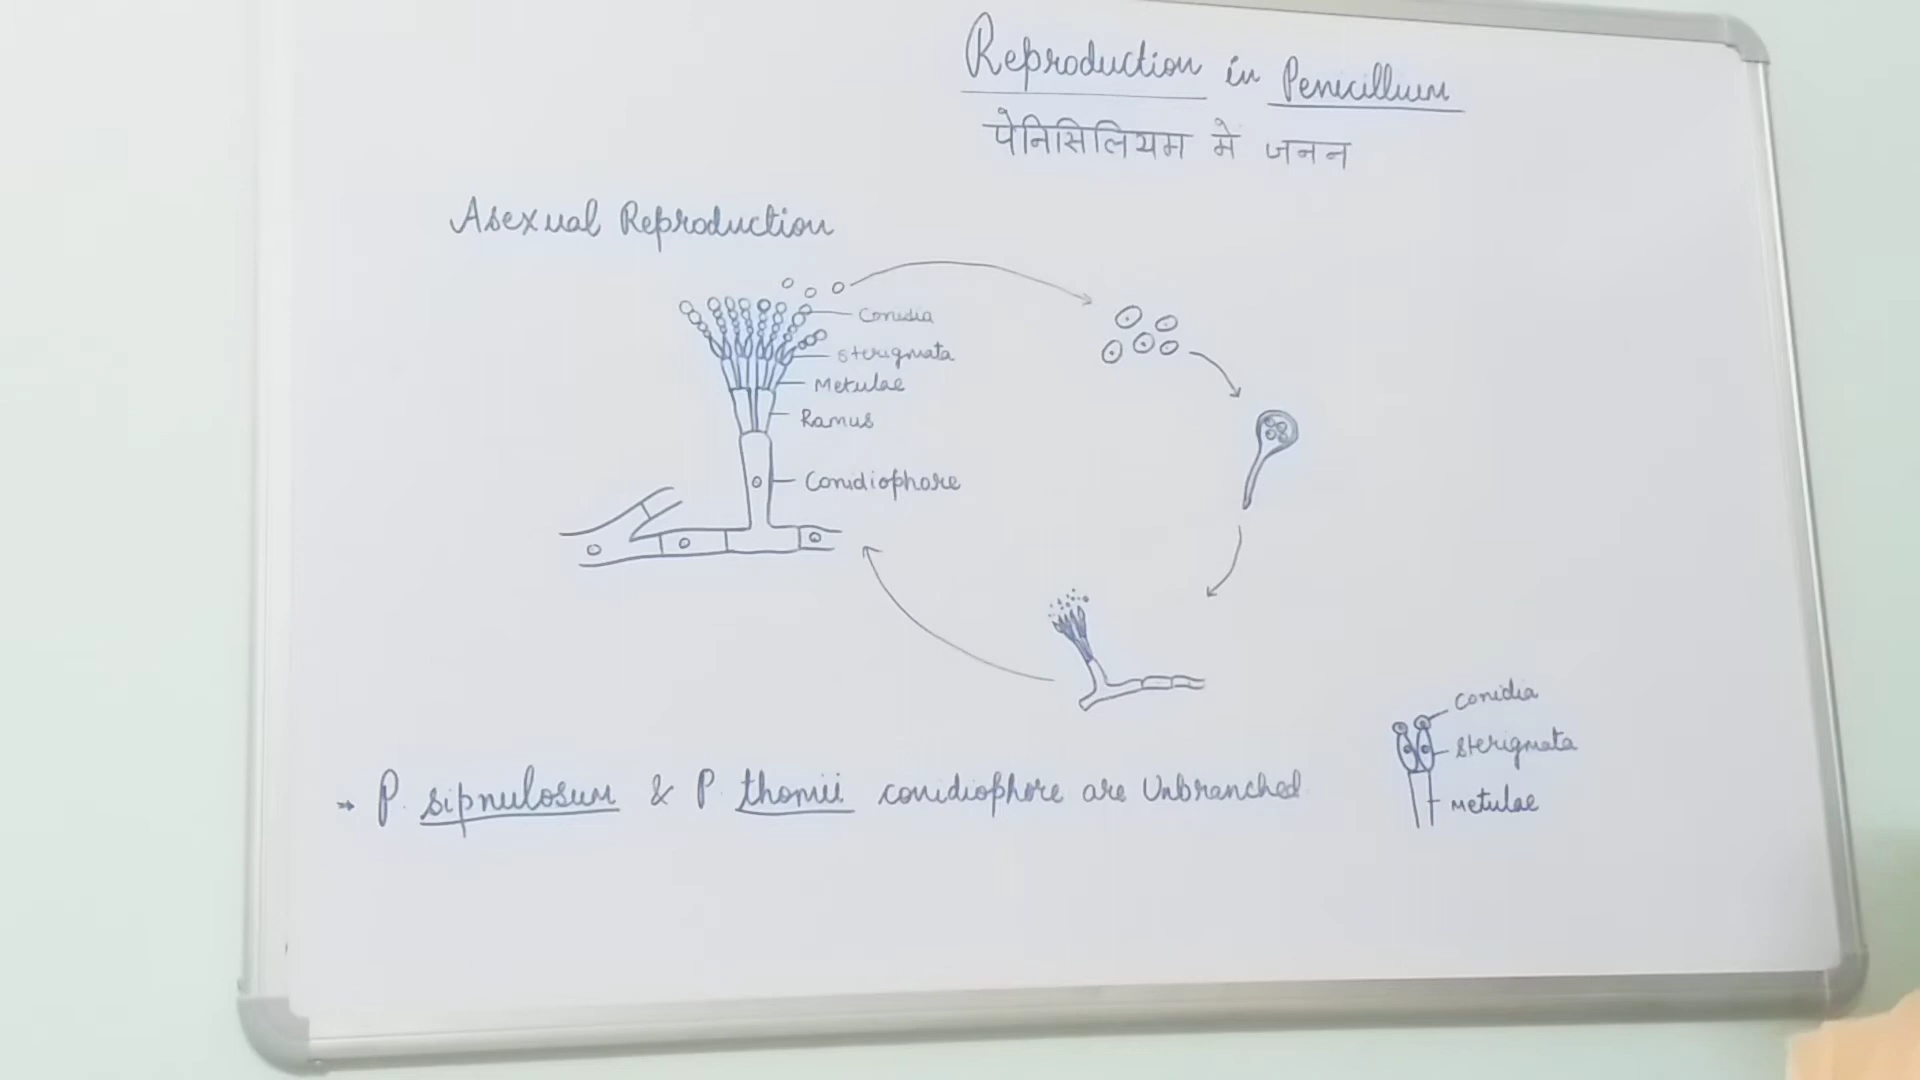 Reproduction in Penicillium
पेनिसिलियम मे जनन
Asexual Reproduction
Conidia
Sterigmata
Metulae
Ramus
Conidiophore
Conidia
Sterigmata
Metulae
→ P. sipnulosum & P. thomii conidiophore are Unbranched.